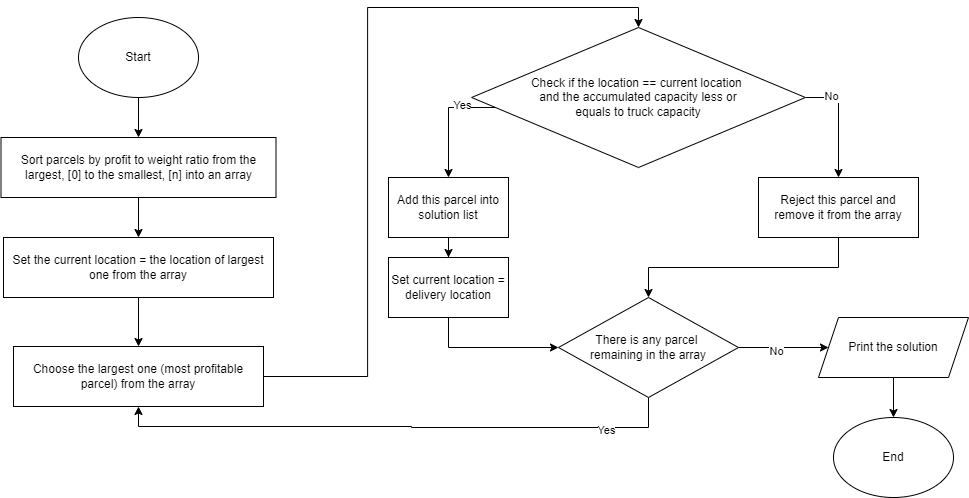 Start
Sort parcels by profit to weight ratio from the
largest, [0] to the smallest, [n] into an array
Set the current location = the location of largest
one from the array
Choose the largest one (most profitable
parcel) from the array
Check if the location == current location
and the accumulated capacity less or
equals to truck capacity
Yes
No
Add this parcel into
solution list
Reject this parcel and
remove it from the array
Set current location =
delivery location
There is any parcel
remaining in the array
No
Yes
Print the solution
End